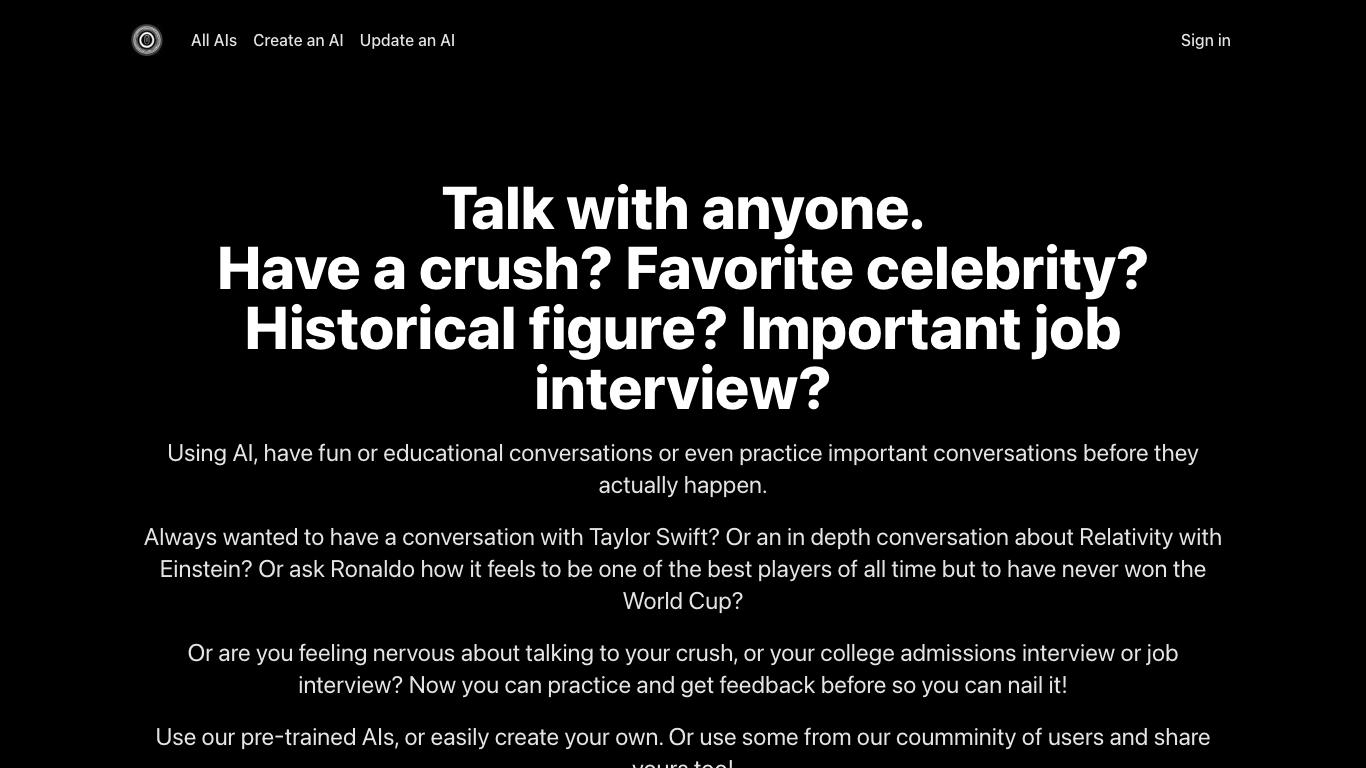 All AIs Create an AI Update an AI Sign in
Talk with anyone.
Have a crush? Favorite celebrity?
Historical figure? Important job
interview?
Using AI, have fun or educational conversations or even practice important conversations before they
actually happen.
Always wanted to have a conversation with Taylor Swift? Or an in depth conversation about Relativity with
Einstein? Or ask Ronaldo how it feels to be one of the best players of all time but to have never won the
World Cup?
Or are you feeling nervous about talking to your crush, or your college admissions interview or job
interview? Now you can practice and get feedback before so you can nail it!
Use our pre-trained AIs, or easily create your own. Or use some from our coumminity of users and share
yours too!